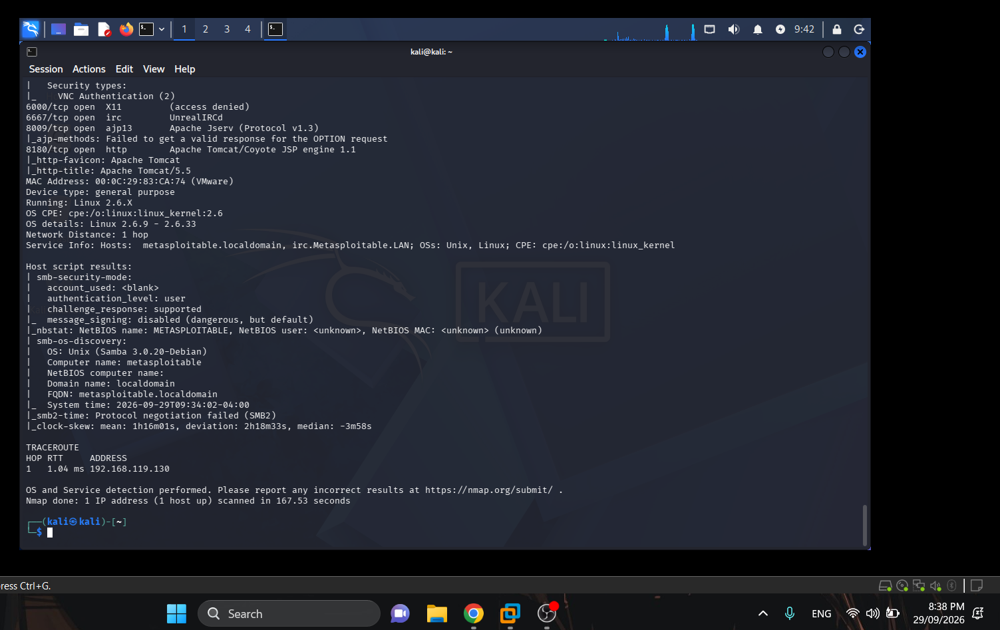 1 2 3 4 9:42
kali@kali: ~
Session Actions Edit View Help
|   Security types:
|_    VNC Authentication (2)
6000/tcp open  X11         (access denied)
6667/tcp open  irc         UnrealIRCd
8009/tcp open  ajp13       Apache Jserv (Protocol v1.3)
|_ajp-methods: Failed to get a valid response for the OPTION request
8180/tcp open  http        Apache Tomcat/Coyote JSP engine 1.1
|_http-favicon: Apache Tomcat
|_http-title: Apache Tomcat/5.5
MAC Address: 00:0C:29:83:CA:74 (VMware)
Device type: general purpose
Running: Linux 2.6.X
OS CPE: cpe:/o:linux:linux_kernel:2.6
OS details: Linux 2.6.9 - 2.6.33
Network Distance: 1 hop
Service Info: Hosts:  metasploitable.localdomain, irc.Metasploitable.LAN; OSs: Unix, Linux; CPE: cpe:/o:linux:linux_kernel
Host script results:
| smb-security-mode:
|   account_used: <blank>
|   authentication_level: user
|   challenge_response: supported
|_  message_signing: disabled (dangerous, but default)
|_nbstat: NetBIOS name: METASPLOITABLE, NetBIOS user: <unknown>, NetBIOS MAC: <unknown> (unknown)
| smb-os-discovery:
|   OS: Unix (Samba 3.0.20-Debian)
|   Computer name: metasploitable
|   NetBIOS computer name:
|   Domain name: localdomain
|   FQDN: metasploitable.localdomain
|_  System time: 2026-09-29T09:34:02-04:00
|_smb2-time: Protocol negotiation failed (SMB2)
|_clock-skew: mean: 1h16m01s, deviation: 2h18m33s, median: -3m58s
TRACEROUTE
HOP RTT     ADDRESS
1   1.04 ms 192.168.119.130
OS and Service detection performed. Please report any incorrect results at https://nmap.org/submit/ .
Nmap done: 1 IP address (1 host up) scanned in 167.53 seconds
┌──(kali㉿kali)-[~]
└─$
KALI
ress Ctrl+G.
Search
ENG
8:38 PM
29/09/2026